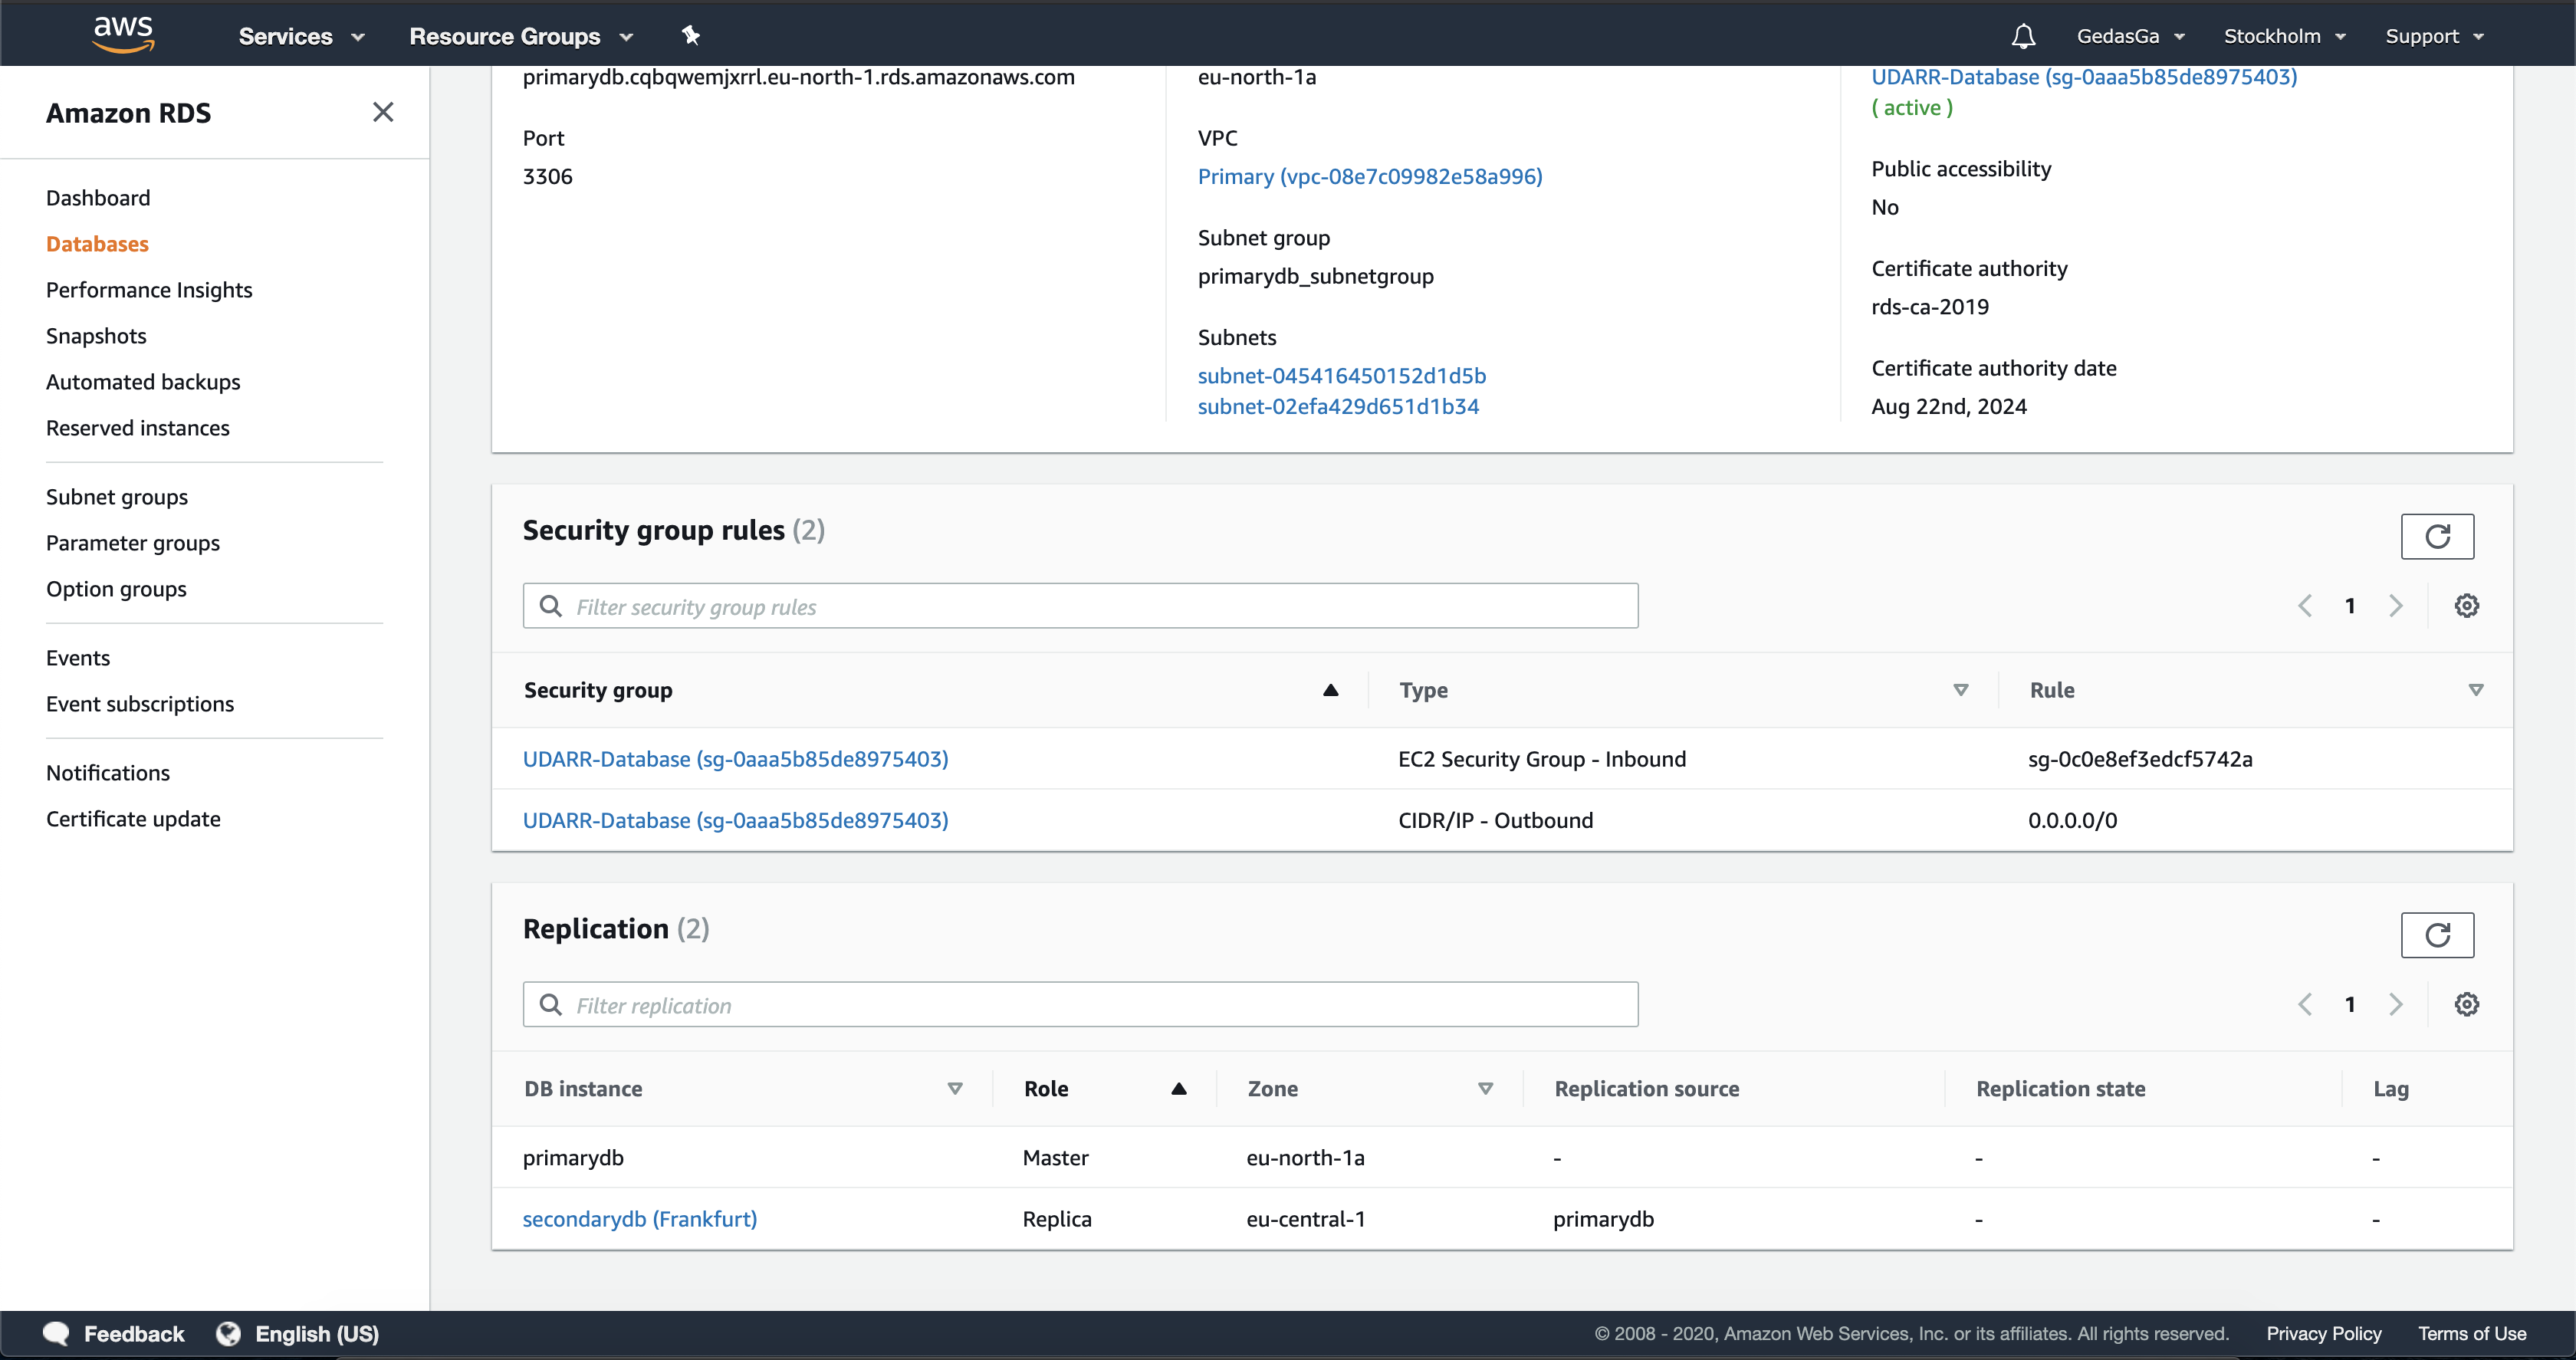 aws
Services
Resource Groups
GedasGa
Stockholm
Support
Amazon RDS
Dashboard
Databases
Performance Insights
Snapshots
Automated backups
Reserved instances
Subnet groups
Parameter groups
Option groups
Events
Event subscriptions
Notifications
Certificate update
primarydb.cqbqwemjxrrl.eu-north-1.rds.amazonaws.com
Port
3306
eu-north-1a
VPC
Primary (vpc-08e7c09982e58a996)
Subnet group
primarydb_subnetgroup
Subnets
subnet-045416450152d1d5b
subnet-02efa429d651d1b34
UDARR-Database (sg-0aaa5b85de8975403)
( active )
Public accessibility
No
Certificate authority
rds-ca-2019
Certificate authority date
Aug 22nd, 2024
Security group rules (2)
Filter security group rules
1
Security group Type Rule
UDARR-Database (sg-0aaa5b85de8975403) EC2 Security Group - Inbound sg-0c0e8ef3edcf5742a
UDARR-Database (sg-0aaa5b85de8975403) CIDR/IP - Outbound 0.0.0.0/0
Replication (2)
Filter replication
1
DB instance Role Zone Replication source Replication state Lag
primarydb Master eu-north-1a - - -
secondarydb (Frankfurt) Replica eu-central-1 primarydb - -
Feedback
English (US)
© 2008 - 2020, Amazon Web Services, Inc. or its affiliates. All rights reserved.
Privacy Policy
Terms of Use